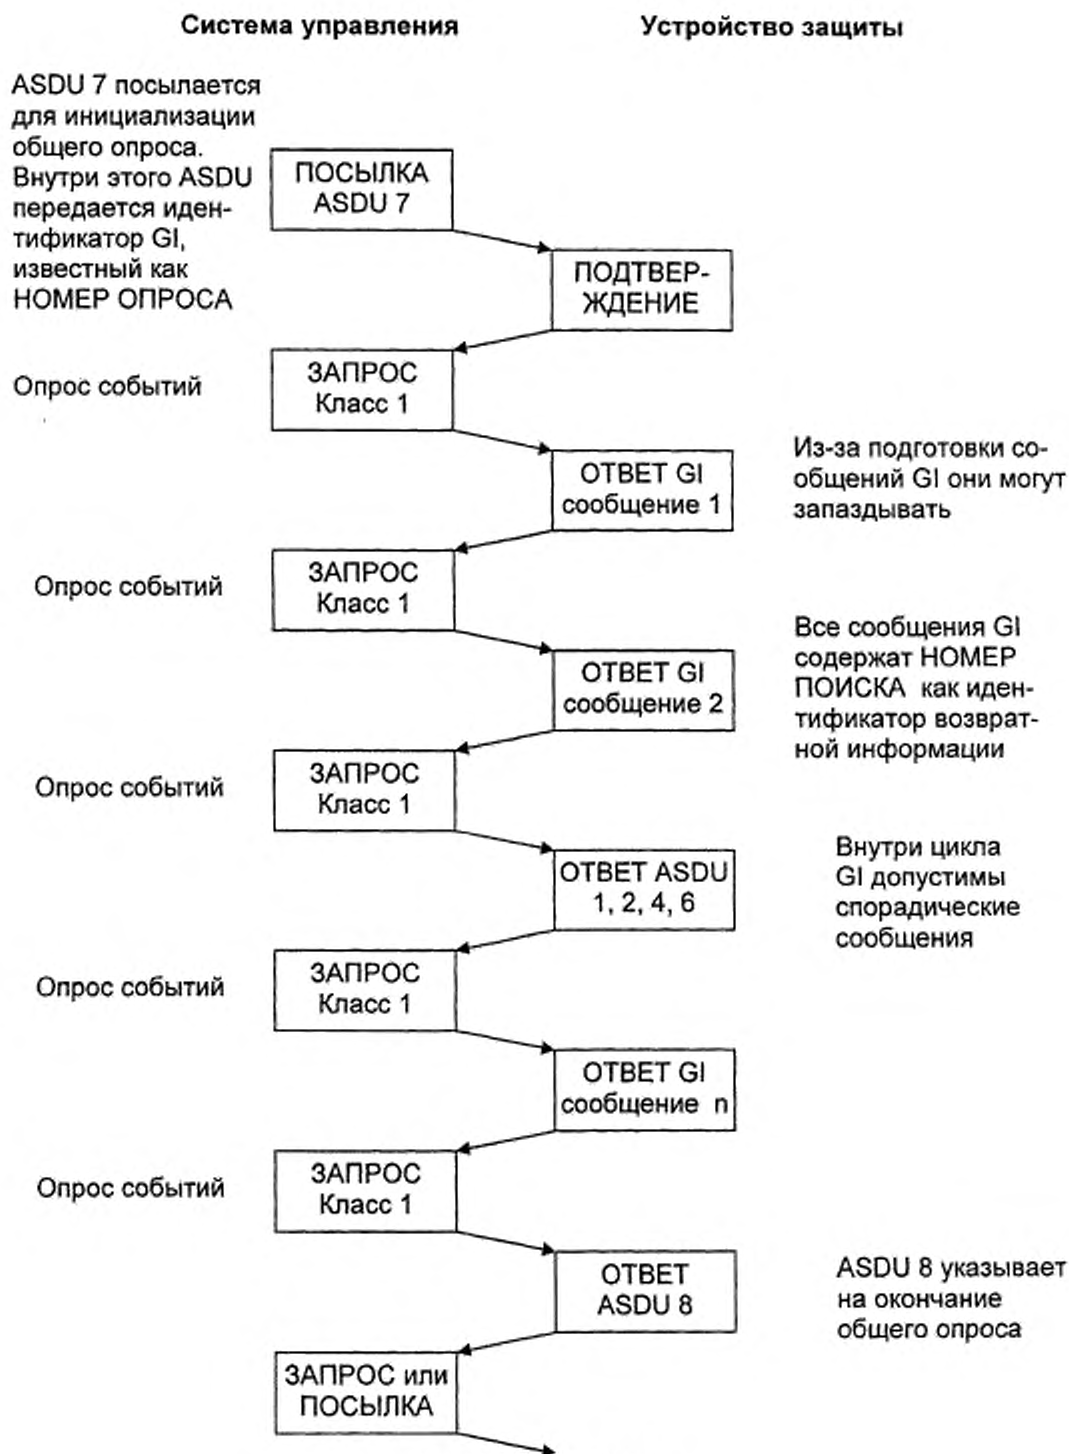 Система управления
Устройство защиты
ASDU 7 посылается
для инициализации
общего опроса.
Внутри этого ASDU
передается иден-
тификатор GI,
известный как
НОМЕР ОПРОСА
ПОСЫЛКА
ASDU 7
ПОДТВЕР-
ЖДЕНИЕ
Опрос событий
ЗАПРОС
Класс 1
ОТВЕТ GI
сообщение 1
Из-за подготовки со-
общений GI они могут
запаздывать
Опрос событий
ЗАПРОС
Класс 1
ОТВЕТ GI
сообщение 2
Все сообщения GI
содержат НОМЕР
ПОИСКА как иден-
тификатор возврат-
ной информации
Опрос событий
ЗАПРОС
Класс 1
ОТВЕТ ASDU
1, 2, 4, 6
Внутри цикла
GI допустимы
спорадические
сообщения
Опрос событий
ЗАПРОС
Класс 1
ОТВЕТ GI
сообщение n
Опрос событий
ЗАПРОС
Класс 1
ОТВЕТ
ASDU 8
ASDU 8 указывает
на окончание
общего опроса
ЗАПРОС или
ПОСЫЛКА